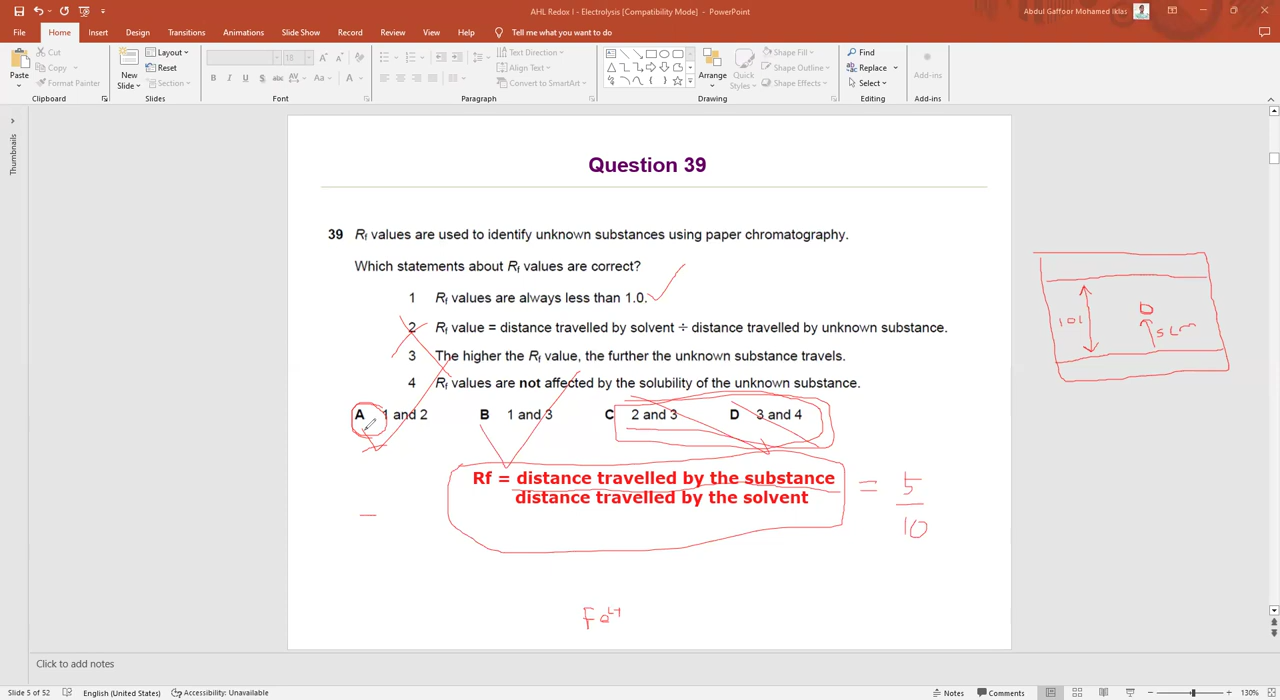 AHL Redox I - Electrolysis [Compatibility Mode] - PowerPoint
Abdul Gaffoor Mohamed Iklas
File Home Insert Design Transitions Animations Slide Show Record Review View Help Tell me what you want to do
Paste
Cut
Copy
Format Painter
Clipboard
New Slide
Layout
Reset
Section
Slides
18
B I U S abc AV Aa A
Font
Text Direction
Align Text
Convert to SmartArt
Paragraph
Arrange
Quick Styles
Shape Fill
Shape Outline
Shape Effects
Drawing
Find
Replace
Select
Editing
Add-ins
Add-ins
Thumbnails
Question 39
39 Rf values are used to identify unknown substances using paper chromatography.
Which statements about Rf values are correct?
1 Rf values are always less than 1.0.
2 Rf value = distance travelled by solvent ÷ distance travelled by unknown substance.
3 The higher the Rf value, the further the unknown substance travels.
4 Rf values are not affected by the solubility of the unknown substance.
A 1 and 2 B 1 and 3 C 2 and 3 D 3 and 4
Rf = distance travelled by the substance
distance travelled by the solvent
= 5
10
5 cm
Click to add notes
Slide 5 of 52 English (United States) Accessibility: Unavailable Notes Comments 130%